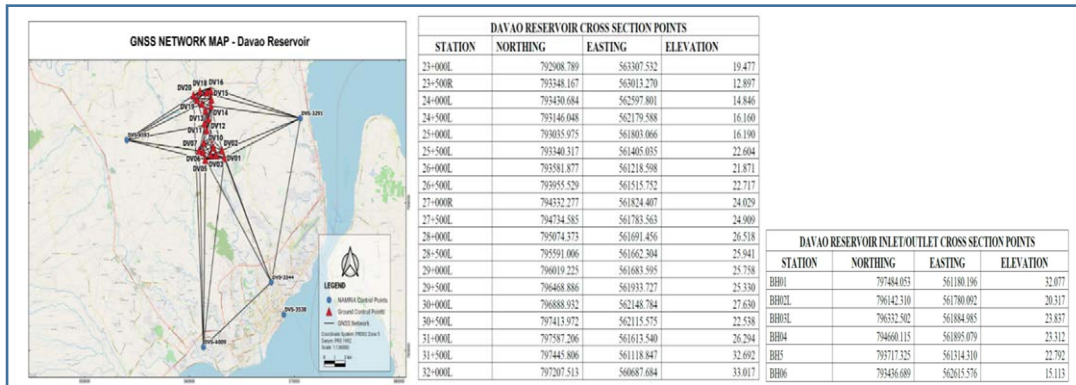 GNSS NETWORK MAP - Davao Reservoir
DV18 DV16
DV20
DV15
DV19
DV14
DV13
DVS-3291
DV12
DV11
DV10
DV07
DV02
DV06
DV01
DV05
DV03
DVS-3244
DVS-3538
DVS-4009
LEGEND
NAMRIA Control Points
Ground Control Points
GNSS Network
DAVAO RESERVOIR CROSS SECTION POINTS
STATION NORTHING EASTING ELEVATION
23+000L 792908.789 563307.532 19.477
23+500R 793348.167 563013.270 12.897
24+000L 793430.684 562597.801 14.846
24+500L 793146.048 562179.588 16.160
25+000L 793035.975 561803.066 16.190
25+500L 793340.317 561405.035 22.604
26+000L 793581.877 561218.598 21.871
26+500L 793955.529 561515.752 22.717
27+000R 794332.277 561824.407 24.029
27+500L 794734.585 561783.563 24.909
28+000L 795074.373 561691.456 26.518
28+500L 795591.006 561662.304 25.941
29+000L 796019.225 561683.595 25.758
29+500L 796468.886 561933.727 25.330
30+000L 796888.932 562148.784 27.630
30+500L 797413.972 562115.575 22.538
31+000L 797587.206 561613.540 26.294
31+500L 797445.806 561118.847 32.692
32+000L 797207.513 560687.684 33.017
DAVAO RESERVOIR INLET/OUTLET CROSS SECTION POINTS
STATION NORTHING EASTING ELEVATION
BH01 797484.053 561180.196 32.077
BH02L 796142.310 561780.092 20.317
BH03L 796332.502 561884.985 23.837
BH04 794660.115 561895.079 23.312
BH5 793717.325 561314.310 22.792
BH06 793436.689 562615.576 15.113